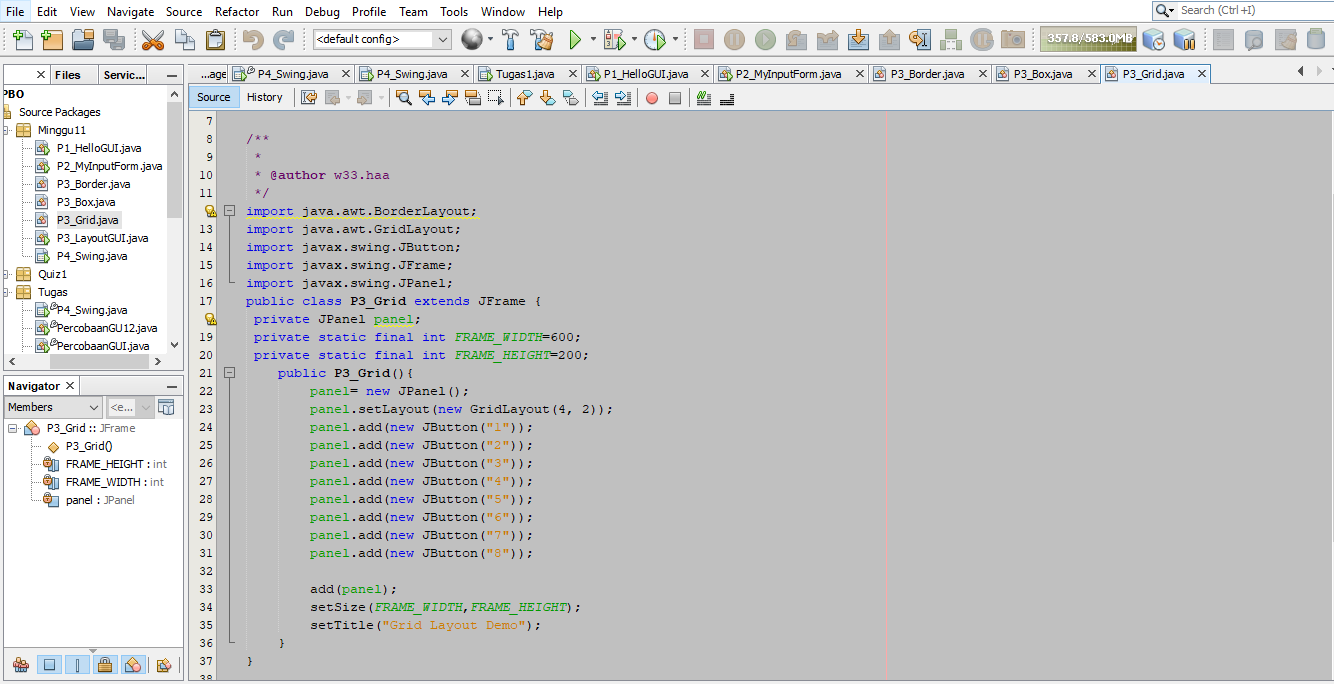 File Edit View Navigate Source Refactor Run Debug Profile Team Tools Window Help
Search (Ctrl+I)
<default config>
357.8/583.0MB
Files Servic...
...age P4_Swing.java P4_Swing.java Tugas1.java P1_HelloGUI.java P2_MyInputForm.java P3_Border.java P3_Box.java P3_Grid.java
Source History
PBO
Source Packages
Minggu11
P1_HelloGUI.java
P2_MyInputForm.java
P3_Border.java
P3_Box.java
P3_Grid.java
P3_LayoutGUI.java
P4_Swing.java
Quiz1
Tugas
P4_Swing.java
PercobaanGU12.java
PercobaanGUI.java
Navigator
Members <e...
P3_Grid :: JFrame
P3_Grid()
FRAME_HEIGHT : int
FRAME_WIDTH : int
panel : JPanel
7
8 /**
9 *
10 * @author w33.haa
11 */
import java.awt.BorderLayout;
13 import java.awt.GridLayout;
14 import javax.swing.JButton;
15 import javax.swing.JFrame;
16 import javax.swing.JPanel;
17 public class P3_Grid extends JFrame {
private JPanel panel;
19 private static final int FRAME_WIDTH=600;
20 private static final int FRAME_HEIGHT=200;
21 public P3_Grid(){
22 panel= new JPanel();
23 panel.setLayout(new GridLayout(4, 2));
24 panel.add(new JButton("1"));
25 panel.add(new JButton("2"));
26 panel.add(new JButton("3"));
27 panel.add(new JButton("4"));
28 panel.add(new JButton("5"));
29 panel.add(new JButton("6"));
30 panel.add(new JButton("7"));
31 panel.add(new JButton("8"));
32
33 add(panel);
34 setSize(FRAME_WIDTH,FRAME_HEIGHT);
35 setTitle("Grid Layout Demo");
36 }
37 }
38